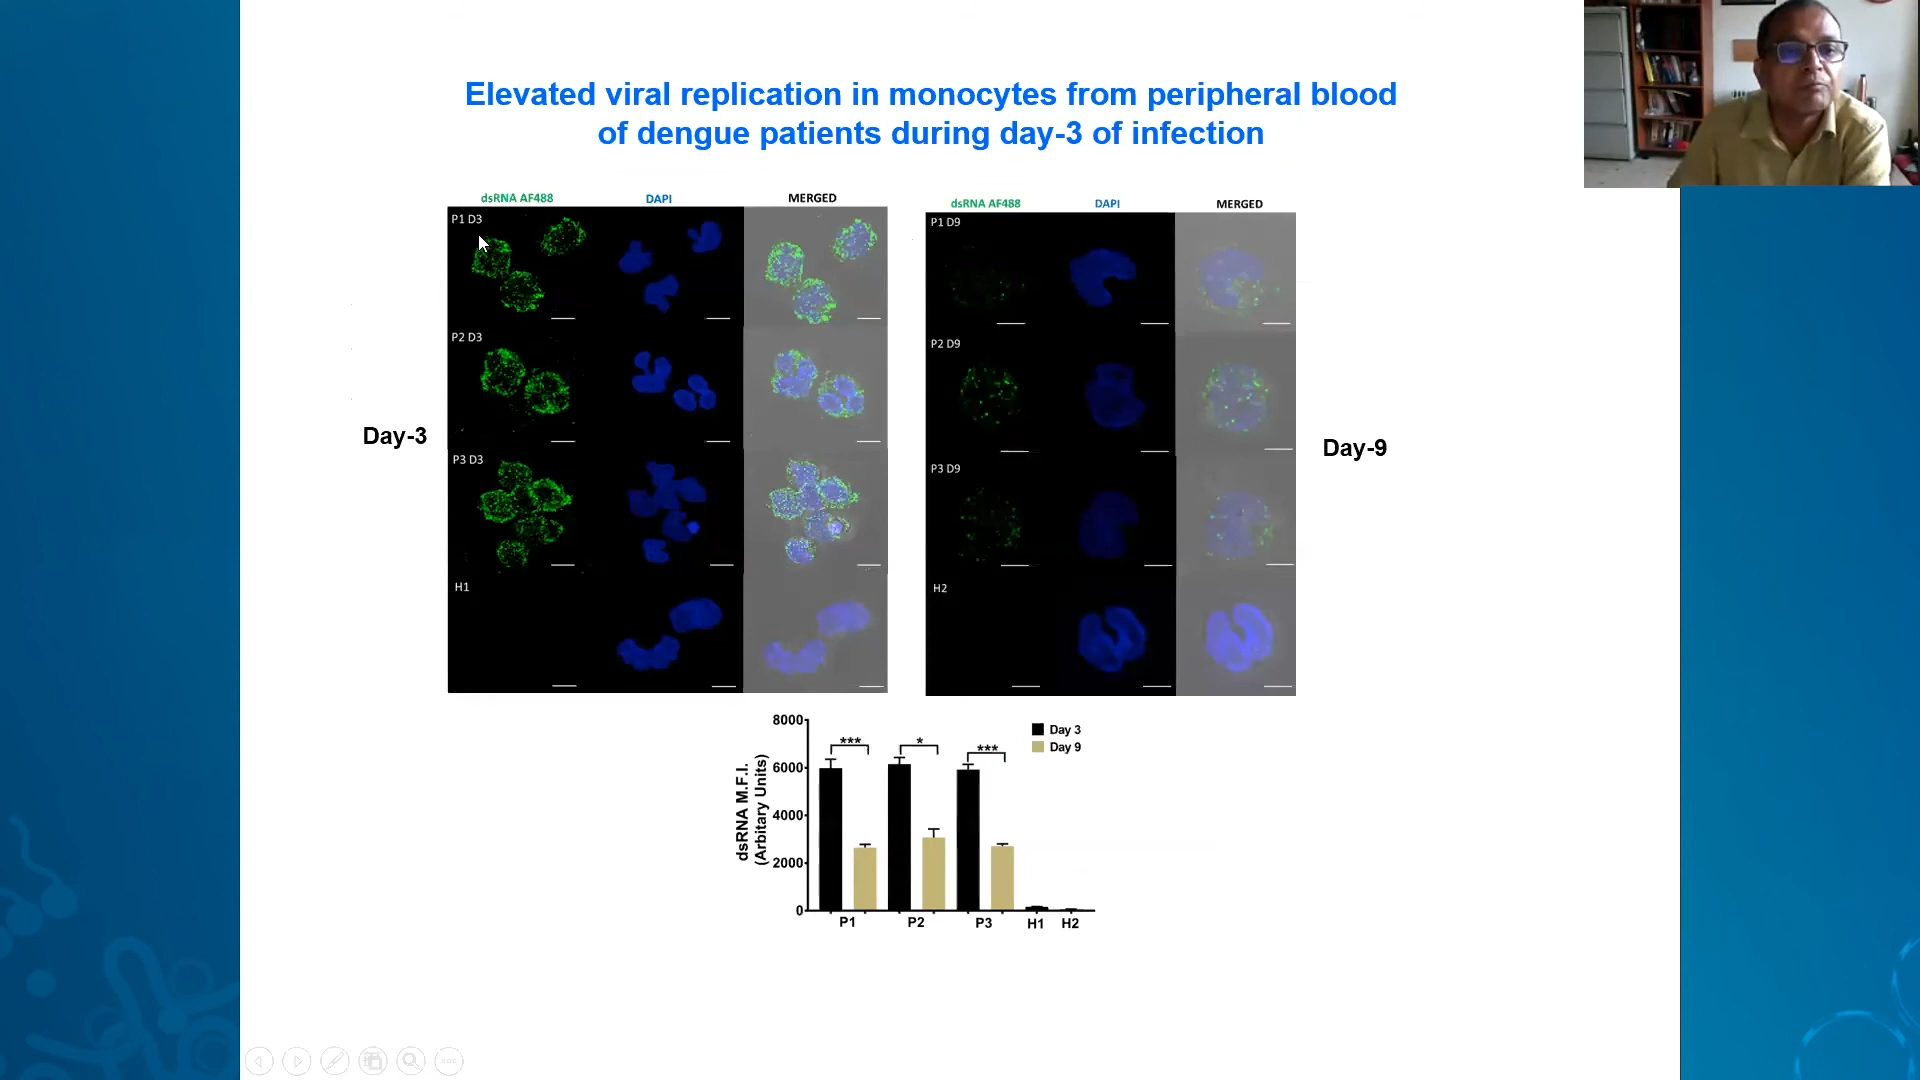 Elevated viral replication in monocytes from peripheral blood
of dengue patients during day-3 of infection
dsRNA AF488 DAPI MERGED
P1 D3
P2 D3
Day-3
P3 D3
H1
dsRNA AF488 DAPI MERGED
P1 D9
P2 D9
Day-9
P3 D9
H2
dsRNA M.F.I.
(Arbitary Units)
8000
6000
4000
2000
0
*** * ***
Day 3
Day 9
P1 P2 P3 H1 H2